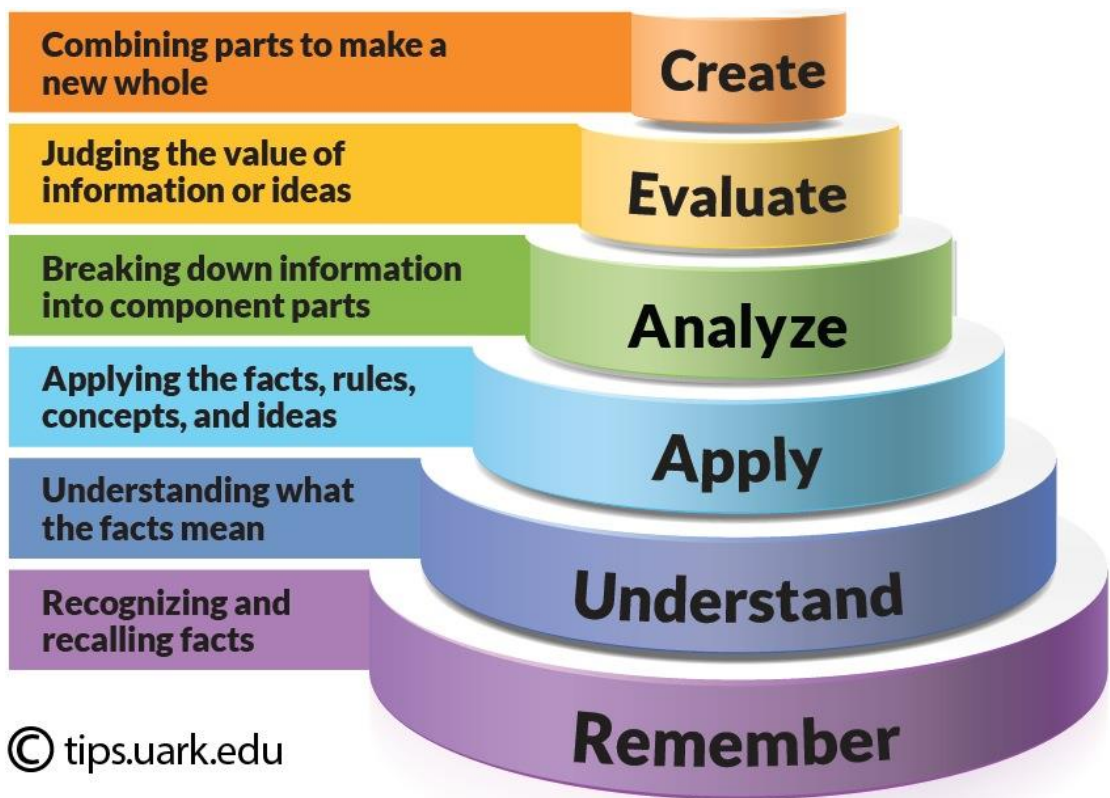 Combining parts to make a
new whole
Create
Judging the value of
information or ideas
Evaluate
Breaking down information
into component parts
Analyze
Applying the facts, rules,
concepts, and ideas
Apply
Understanding what
the facts mean
Understand
Recognizing and
recalling facts
Remember
© tips.uark.edu